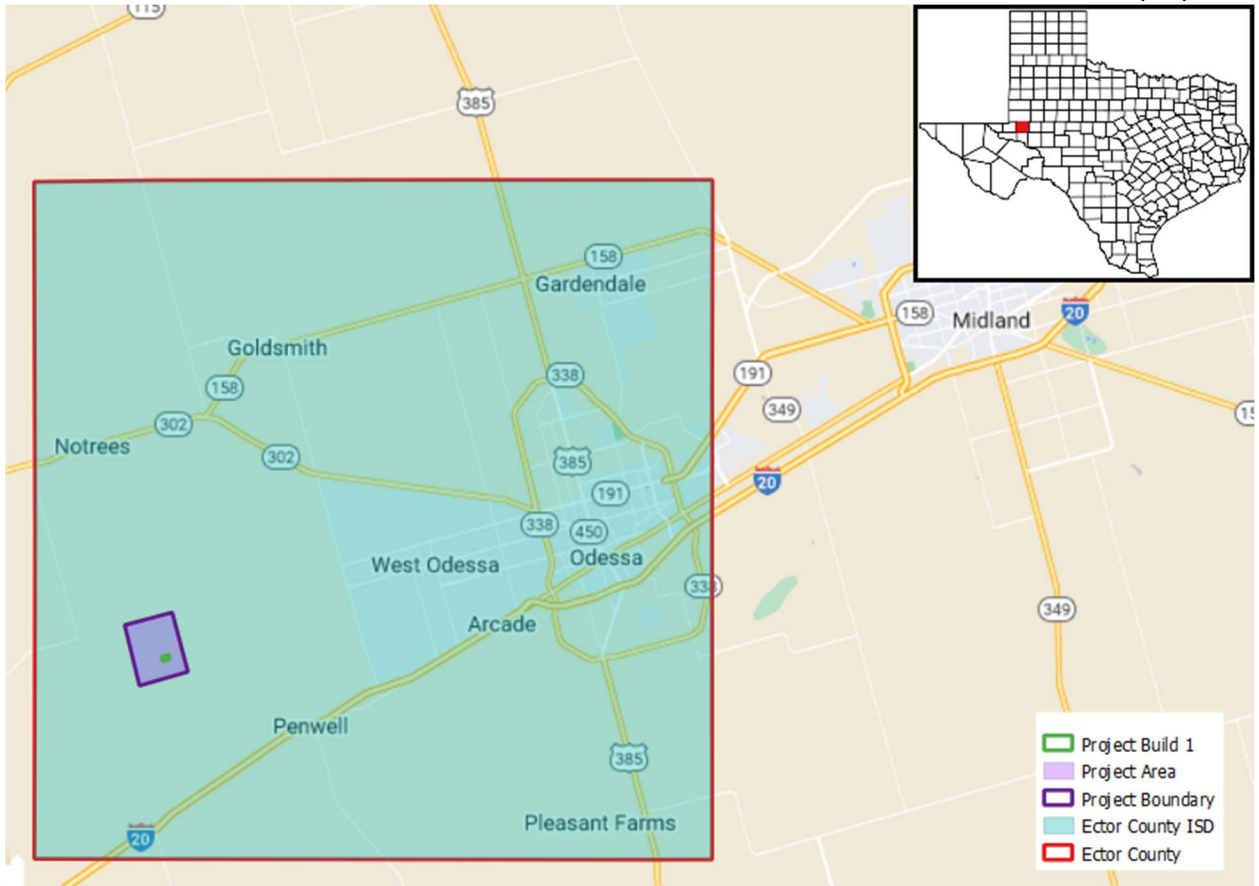 115
385
158
Gardendale
158
Midland
20
Goldsmith
338
191
158
349
302
Notrees
302
385
20
191
338
450
West Odessa
Odessa
338
349
Arcade
Penwell
385
Project Build 1
Project Area
Project Boundary
Ector County ISD
Ector County
Pleasant Farms
20